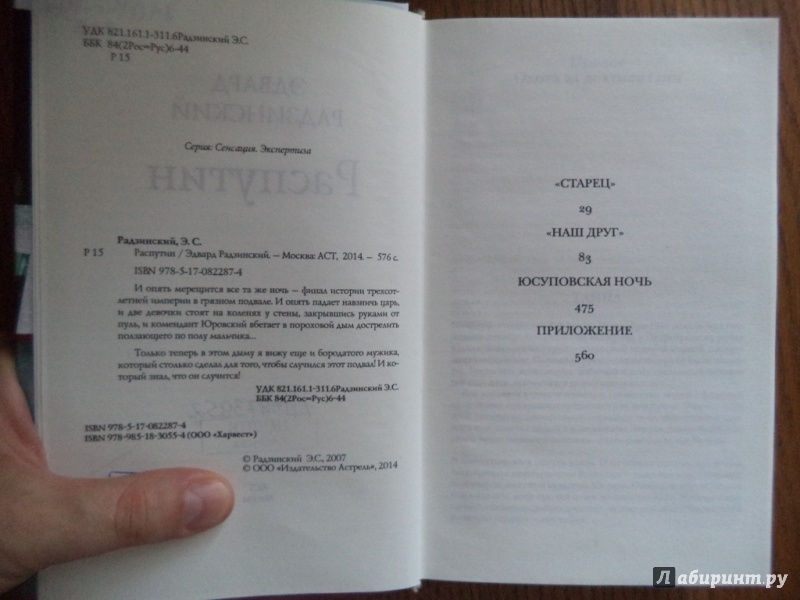 УДК 821.161.1-311.6Радзинский Э.С.
ББК 84(2Рос=Рус)6-44
Р 15
ЭДВАРД
РАДЗИНСКИЙ
Серия: Сенсация. Экспертиза
Распутин
Радзинский, Э. С.
Р 15 Распутин / Эдвард Радзинский. – Москва: АСТ, 2014. – 576 с.
ISBN 978-5-17-082287-4
И опять мерещится все та же ночь – финал истории трехсот-
летней империи в грязном подвале. И опять падает навзничь царь,
и две девочки стоят на коленях у стены, закрывшись руками от
пуль, и комендант Юровский вбегает в пороховой дым дострелить
ползающего по полу мальчика...
Только теперь в этом дыму я вижу еще и бородатого мужика,
который столько сделал для того, чтобы случился этот подвал! И ко-
торый знал, что он случится!
УДК 821.161.1-311.6Радзинский Э.С.
ББК 84(2Рос=Рус)6-44
ISBN 978-5-17-082287-4
ISBN 978-985-18-3055-4 (ООО «Харвест»)
© Радзинский Э.С., 2007
© ООО «Издательство Астрель», 2014
«СТАРЕЦ»
29
«НАШ ДРУГ»
83
ЮСУПОВСКАЯ НОЧЬ
475
ПРИЛОЖЕНИЕ
560
Лабиринт.ру